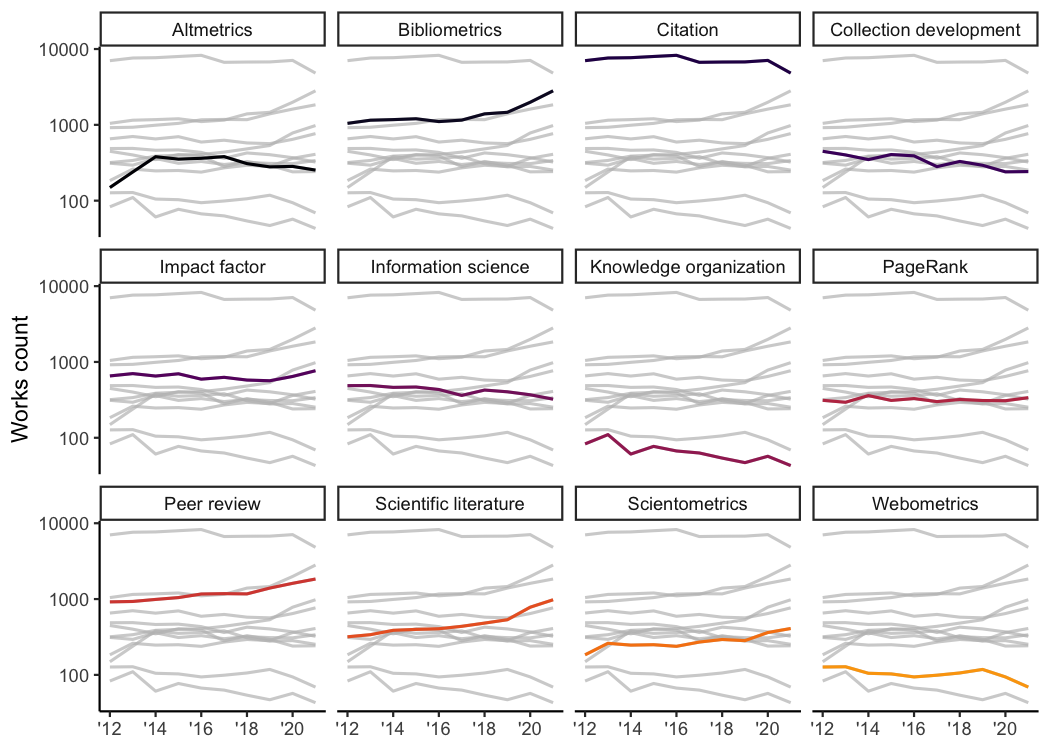 Altmetrics Bibliometrics Citation Collection development
10000
1000
100
Impact factor Information science Knowledge organization PageRank
10000
1000
100
Works count
Peer review Scientific literature Scientometrics Webometrics
10000
1000
100
'12 '14 '16 '18 '20 '12 '14 '16 '18 '20 '12 '14 '16 '18 '20 '12 '14 '16 '18 '20